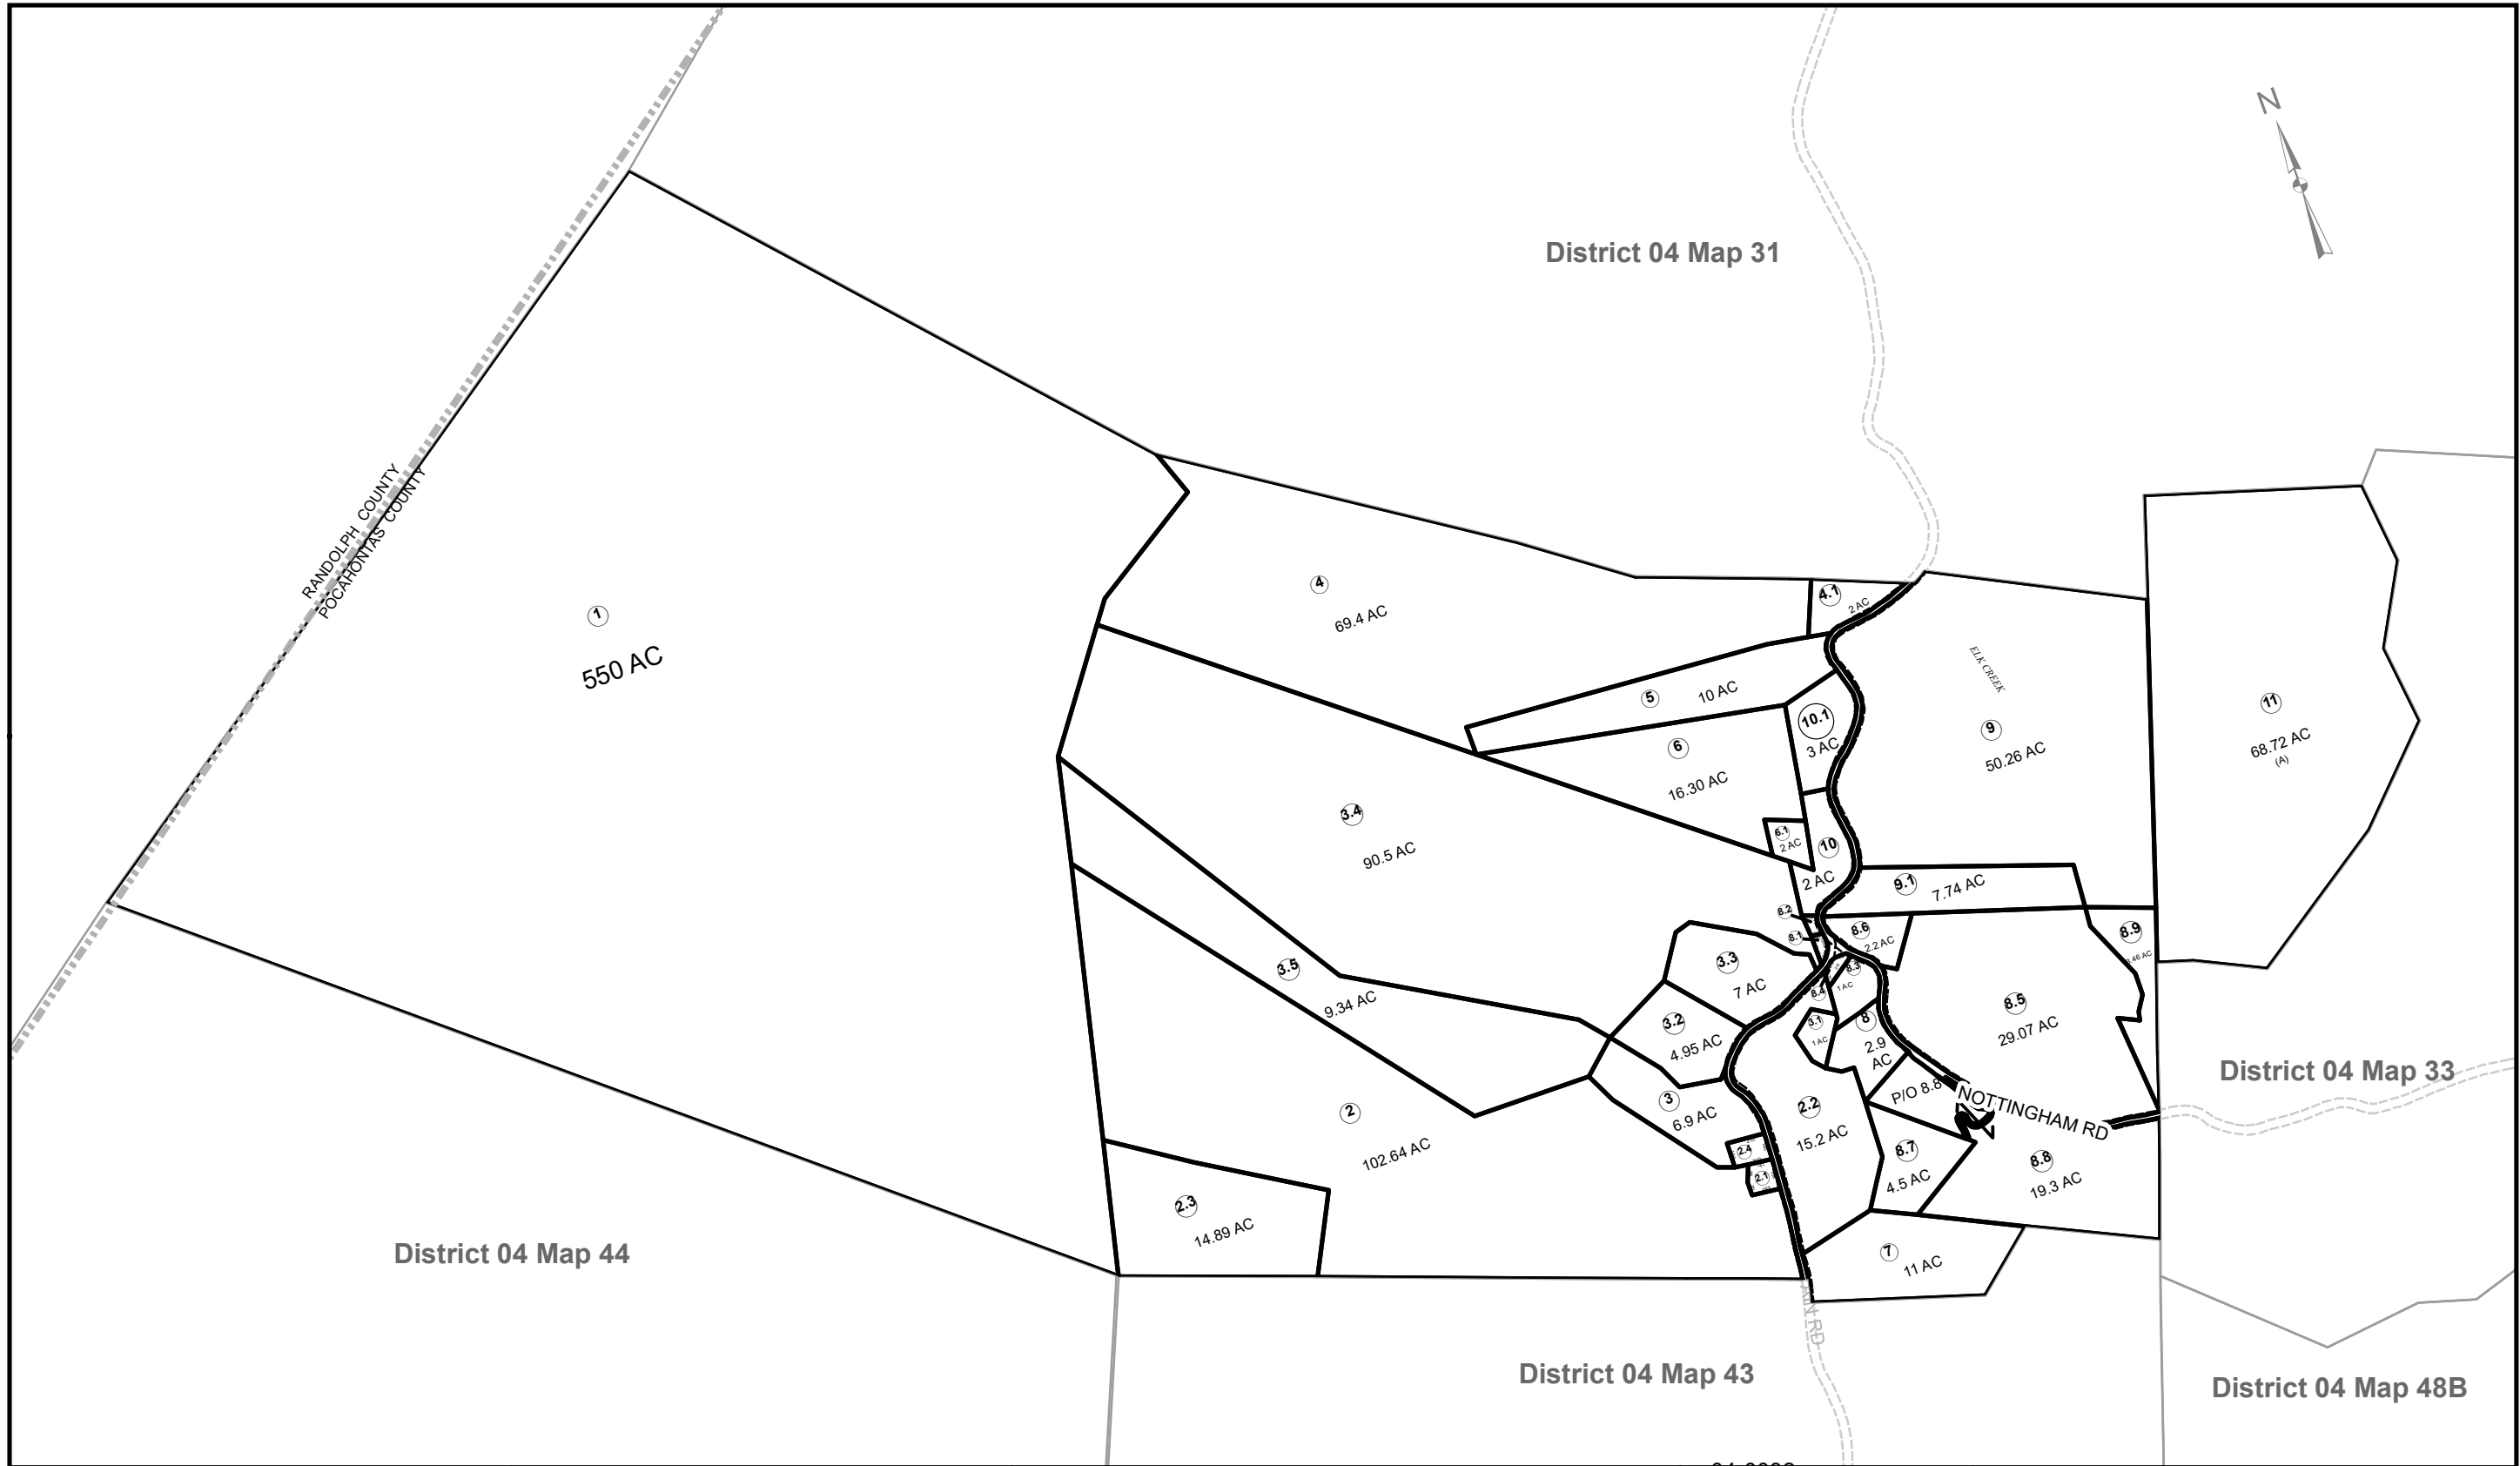 N
District 04 Map 31
RANDOLPH COUNTY
POCAHONTAS COUNTY
1
550 AC
4
69.4 AC
4.1
2 AC
ELK CREEK
5
10 AC
10.1
3 AC
9
50.26 AC
11
68.72 AC
(A)
6
16.30 AC
3.4
90.5 AC
6.1
2 AC
10
2 AC
9.1
7.74 AC
8.2
8.1
8.6
2.2 AC
8.9
3.5
9.34 AC
3.3
7 AC
8.3
1 AC
8.4
8.5
29.07 AC
3.2
4.95 AC
3.1
1 AC
8
2.9
AC
District 04 Map 33
P/O 8.8
NOTTINGHAM RD
2
102.64 AC
3
6.9 AC
2.2
15.2 AC
2.4
2.1
8.7
4.5 AC
8.8
19.3 AC
2.3
14.89 AC
7
11 AC
District 04 Map 44
RD
District 04 Map 43
District 04 Map 48B